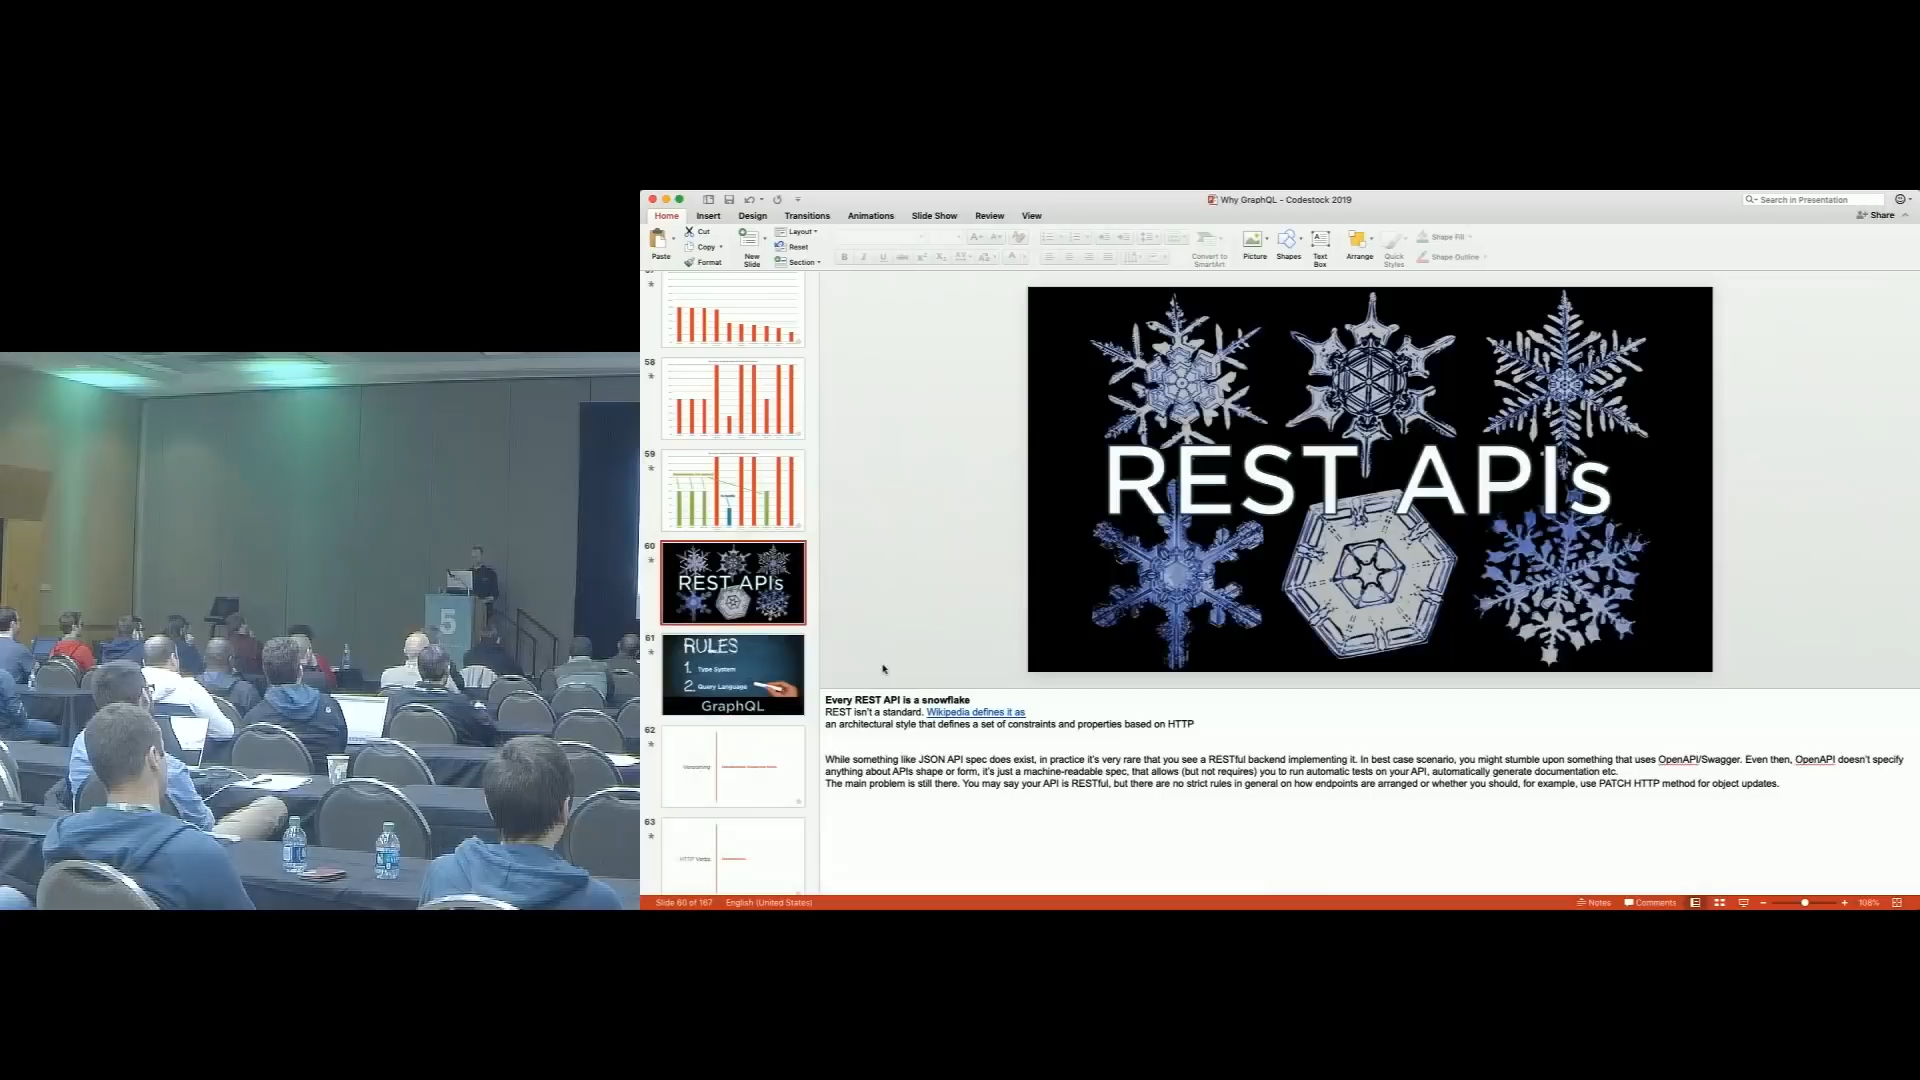 Why GraphQL - Codestock 2019
Search in Presentation
Home Insert Design Transitions Animations Slide Show Review View
Share
Paste
Cut
Copy
Format
New Slide
Layout
Reset
Section
Convert to SmartArt
Picture
Shapes
Text Box
Arrange
Quick Styles
Shape Fill
Shape Outline
58
59
60
REST APIs
61
RULES
1. Type System
2. Query Language
GraphQL
62
Versioning
63
HTTP Verbs
5
REST APIs
Every REST API is a snowflake
REST isn't a standard. Wikipedia defines it as
an architectural style that defines a set of constraints and properties based on HTTP
While something like JSON API spec does exist, in practice it's very rare that you see a RESTful backend implementing it. In best case scenario, you might stumble upon something that uses OpenAPI/Swagger. Even then, OpenAPI doesn't specify
anything about APIs shape or form, it's just a machine-readable spec, that allows (but not requires) you to run automatic tests on your API, automatically generate documentation etc.
The main problem is still there. You may say your API is RESTful, but there are no strict rules in general on how endpoints are arranged or whether you should, for example, use PATCH HTTP method for object updates.
Slide 60 of 167 English (United States)
Notes Comments 108%